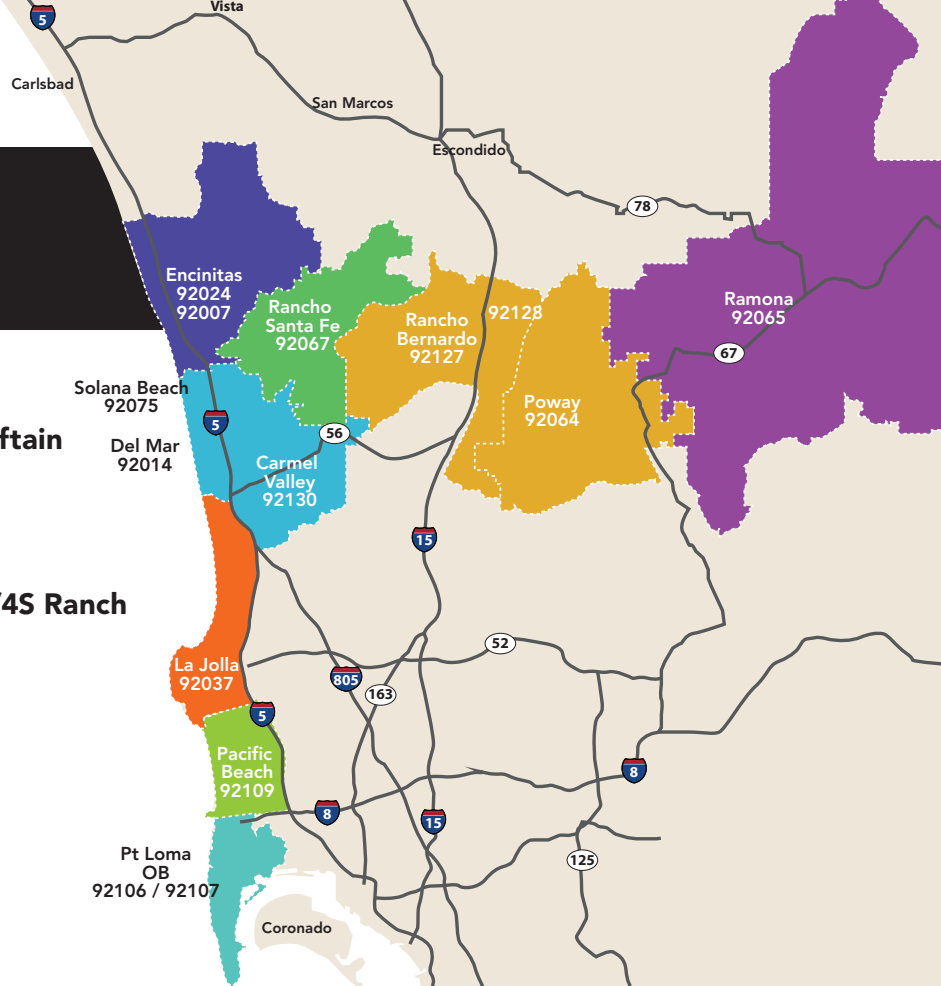 5
Vista
Carlsbad
San Marcos
Escondido
78
Encinitas
92024
92007
Rancho
Santa Fe
92067
Rancho
Bernardo
92127
92128
Ramona
92065
67
Solana Beach
92075
5
Poway
92064
ftain
Del Mar
92014
56
Carmel
Valley
92130
15
/4S Ranch
52
La Jolla
92037
805
163
5
Pacific
Beach
92109
8
8
15
Pt Loma
OB
92106 / 92107
125
Coronado